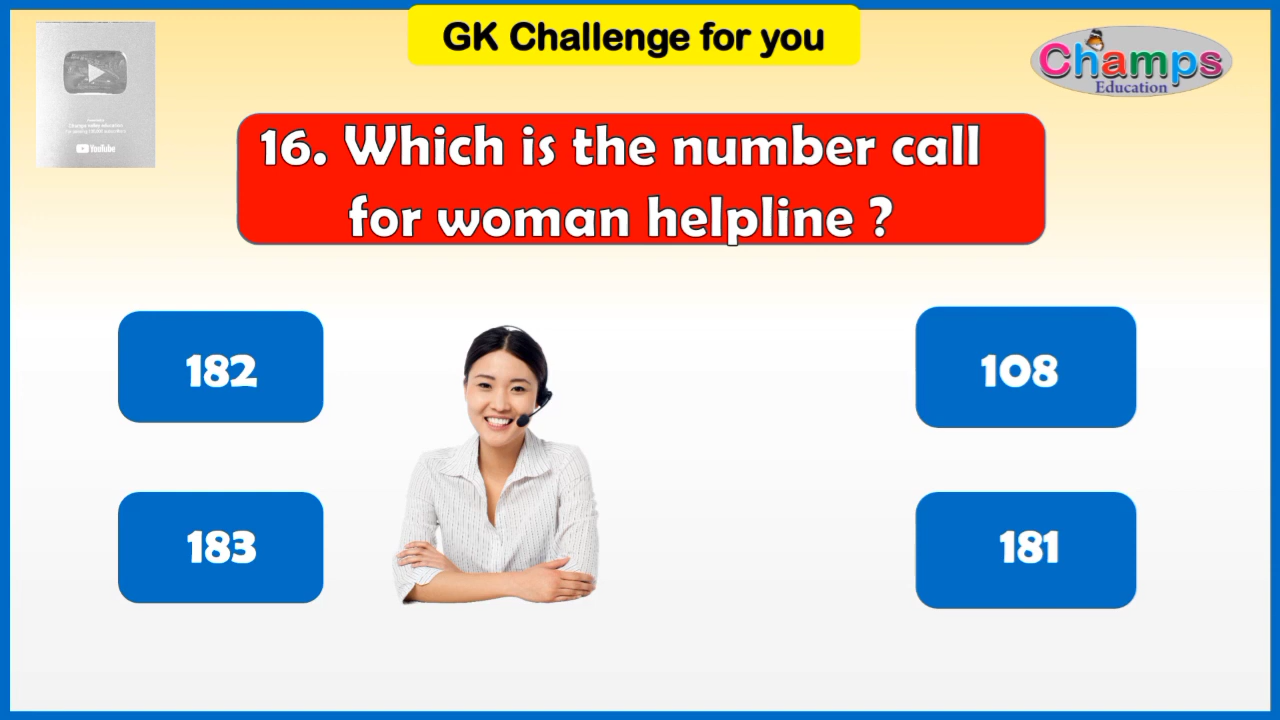 GK Challenge for you
Champs
Education
YouTube
16. Which is the number call
for woman helpline ?
182
108
183
181